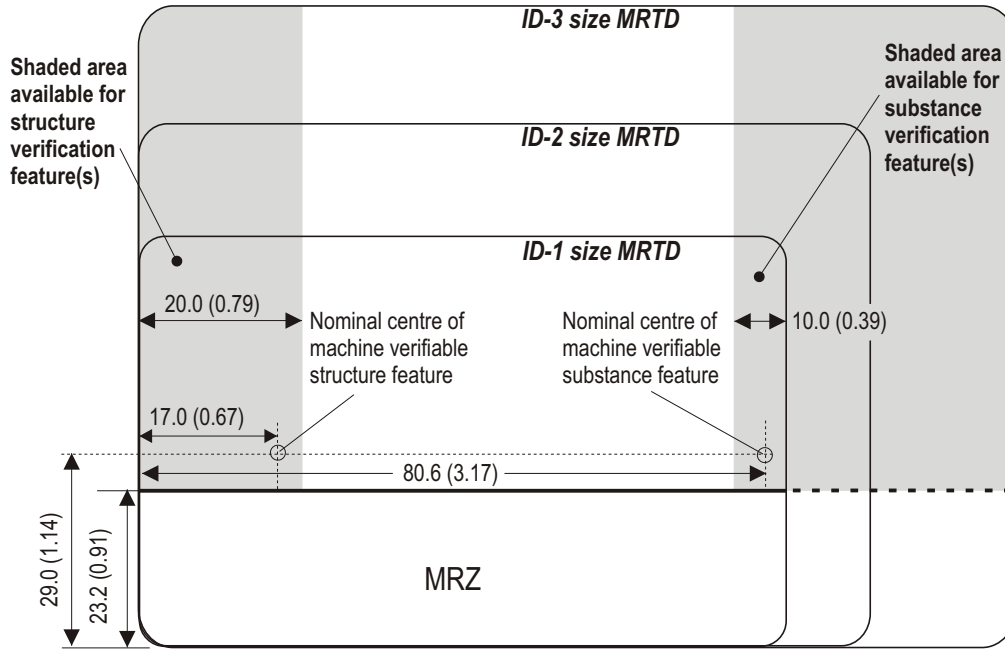 ID-3 size MRTD
Shaded area
available for
structure
verification
feature(s)
Shaded area
available for
substance
verification
feature(s)
ID-2 size MRTD
ID-1 size MRTD
20.0 (0.79)
Nominal centre of
machine verifiable
structure feature
Nominal centre of
machine verifiable
substance feature
10.0 (0.39)
17.0 (0.67)
80.6 (3.17)
29.0 (1.14)
23.2 (0.91)
MRZ